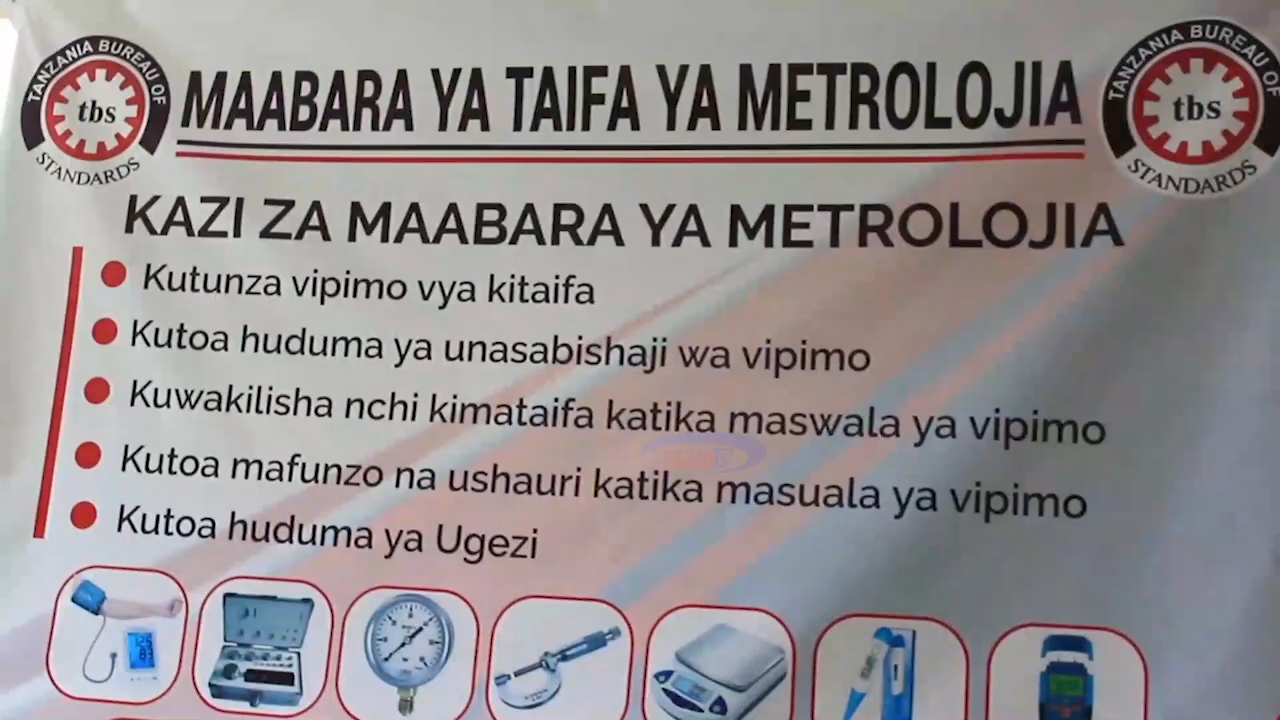 TANZANIA BUREAU OF
tbs
STANDARDS
MAABARA YA TAIFA YA METROLOJIA
TANZANIA BUREAU OF
tbs
STANDARDS
KAZI ZA MAABARA YA METROLOJIA
Kutunza vipimo vya kitaifa
Kutoa huduma ya unasabishaji wa vipimo
Kuwakilisha nchi kimataifa katika maswala ya vipimo
Kutoa mafunzo na ushauri katika masuala ya vipimo
Kutoa huduma ya Ugezi